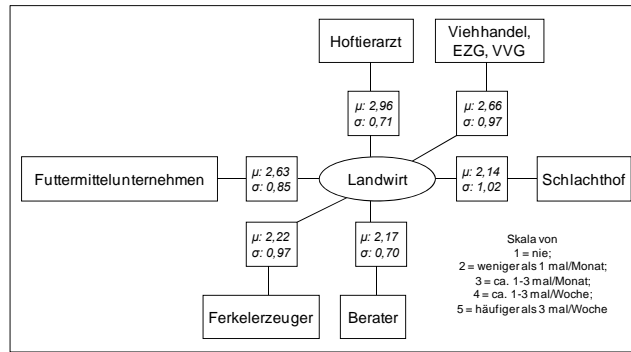 Hoftierarzt
Viehhandel,
EZG, VVG
μ: 2,96
σ: 0,71
μ: 2,66
σ: 0,97
Futtermittelunternehmen
μ: 2,63
σ: 0,85
Landwirt
μ: 2,14
σ: 1,02
Schlachthof
μ: 2,22
σ: 0,97
μ: 2,17
σ: 0,70
Ferkelerzeuger
Berater
Skala von
1 = nie;
2 = weniger als 1 mal/Monat;
3 = ca. 1-3 mal/Monat;
4 = ca. 1-3 mal/Woche;
5 = häufiger als 3 mal/Woche